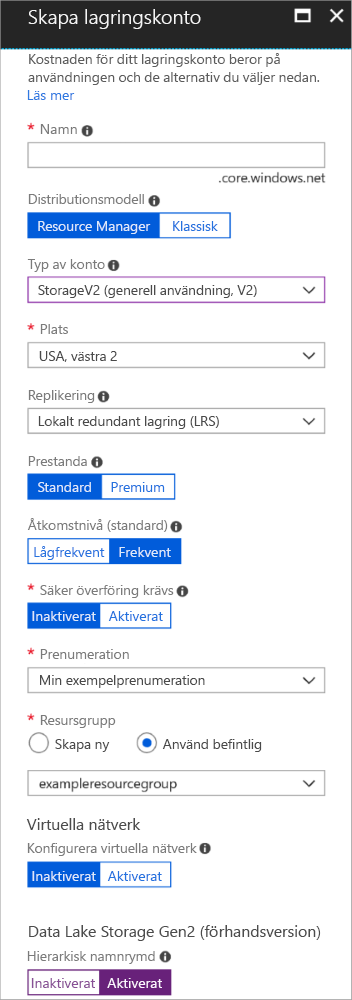 Skapa lagringskonto
Kostnaden för ditt lagringskonto beror på
användningen och de alternativ du väljer nedan.
Läs mer
* Namn
.core.windows.net
Distributionsmodell
Resource Manager Klassisk
Typ av konto
StorageV2 (generell användning, V2)
* Plats
USA, västra 2
Replikering
Lokalt redundant lagring (LRS)
Prestanda
Standard Premium
Åtkomstnivå (standard)
Lågfrekvent Frekvent
* Säker överföring krävs
Inaktiverat Aktiverat
* Prenumeration
Min exempelprenumeration
* Resursgrupp
Skapa ny Använd befintlig
exampleresourcegroup
Virtuella nätverk
Konfigurera virtuella nätverk
Inaktiverat Aktiverat
Data Lake Storage Gen2 (förhandsversion)
Hierarkisk namnrymd
Inaktiverat Aktiverat